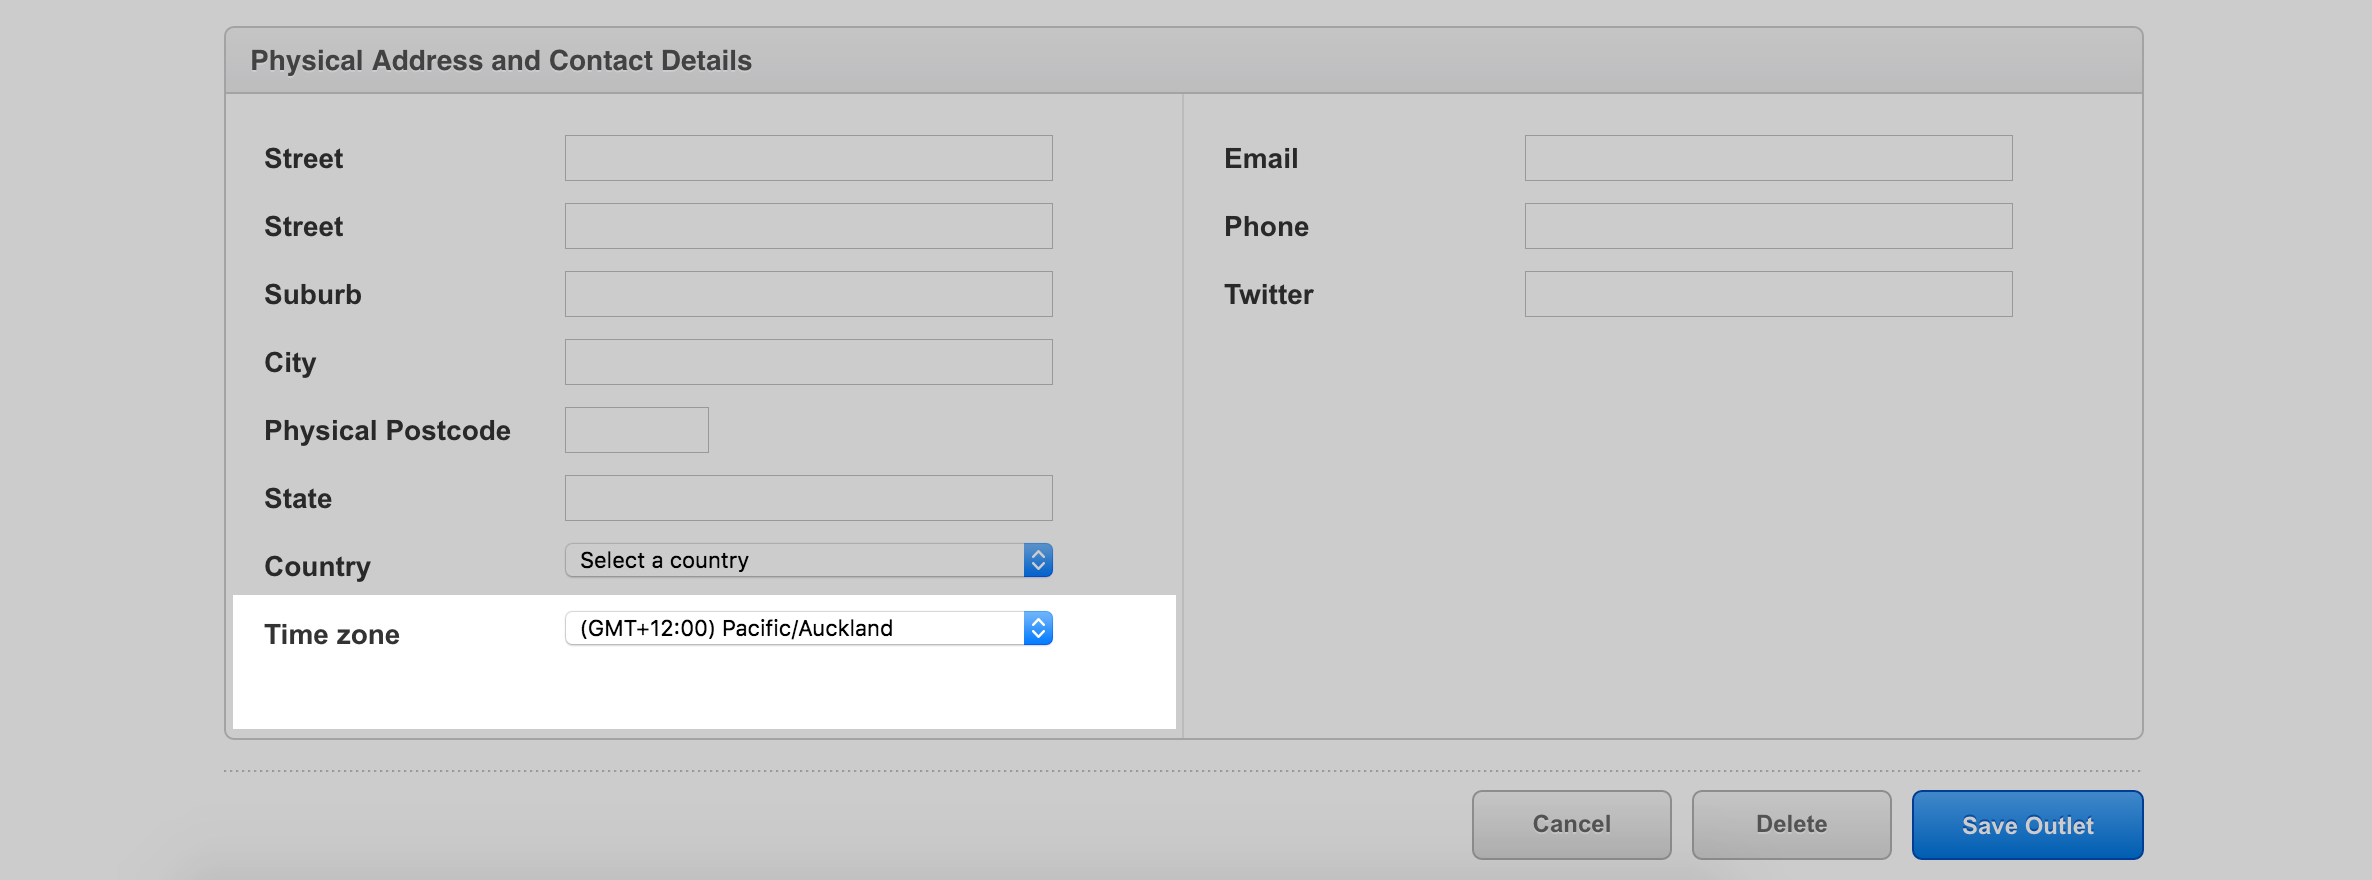 Physical Address and Contact Details
Street
Street
Suburb
City
Physical Postcode
State
Country Select a country
Time zone (GMT+12:00) Pacific/Auckland
Email
Phone
Twitter
Cancel Delete Save Outlet